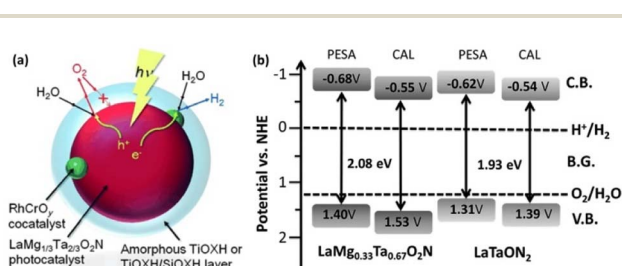 (a)
O₂
hν
H₂O
H₂O
H₂
h⁺
e⁻
RhCrOy
cocatalyst
LaMg1/3Ta2/3O₂N
photocatalyst
Amorphous TiOXH or
TiOXH/SiOXH layer
(b)
PESA CAL PESA CAL
Potential vs. NHE
-1
0
1
2
-0.68V -0.55 V -0.62V -0.54 V C.B.
H⁺/H₂
2.08 eV 1.93 eV B.G.
O₂/H₂O
1.40V 1.53 V 1.31V 1.39 V V.B.
LaMg0.33Ta0.67O₂N LaTaON₂